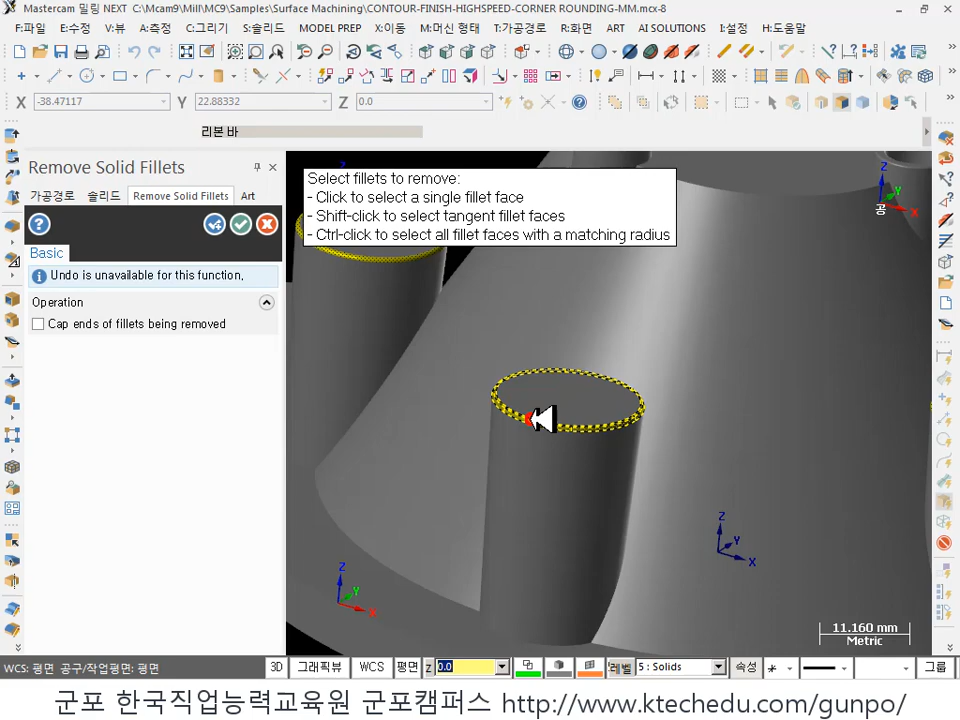 Mastercam 밀링 NEXT C:\Mcam9\Mill\MC9\Samples\Surface Machining\CONTOUR-FINISH-HIGHSPEED-CORNER ROUNDING-MM.mcx-8
F:파일 E:수정 V:뷰 A:측정 C:그리기 S:솔리드 MODEL PREP X:이동 M:머신 형태 T:가공경로 R:화면 ART AI SOLUTIONS I:설정 H:도움말
X -38.47117 Y 22.88332 Z 0.0
리본 바
Remove Solid Fillets
가공경로 솔리드 Remove Solid Fillets Art
Basic
Undo is unavailable for this function,
Operation
Cap ends of fillets being removed
Select fillets to remove:
- Click to select a single fillet face
- Shift-click to select tangent fillet faces
- Ctrl-click to select all fillet faces with a matching radius
Z Y X 공
Z Y X
Z Y X
11.160 mm
Metric
WCS: 평면 공구/작업평면: 평면 3D 그래픽뷰 WCS 평면 Z 0.0 레벨 5 : Solids 속성 그룹
군포 한국직업능력교육원 군포캠퍼스 http://www.ktechedu.com/gunpo/